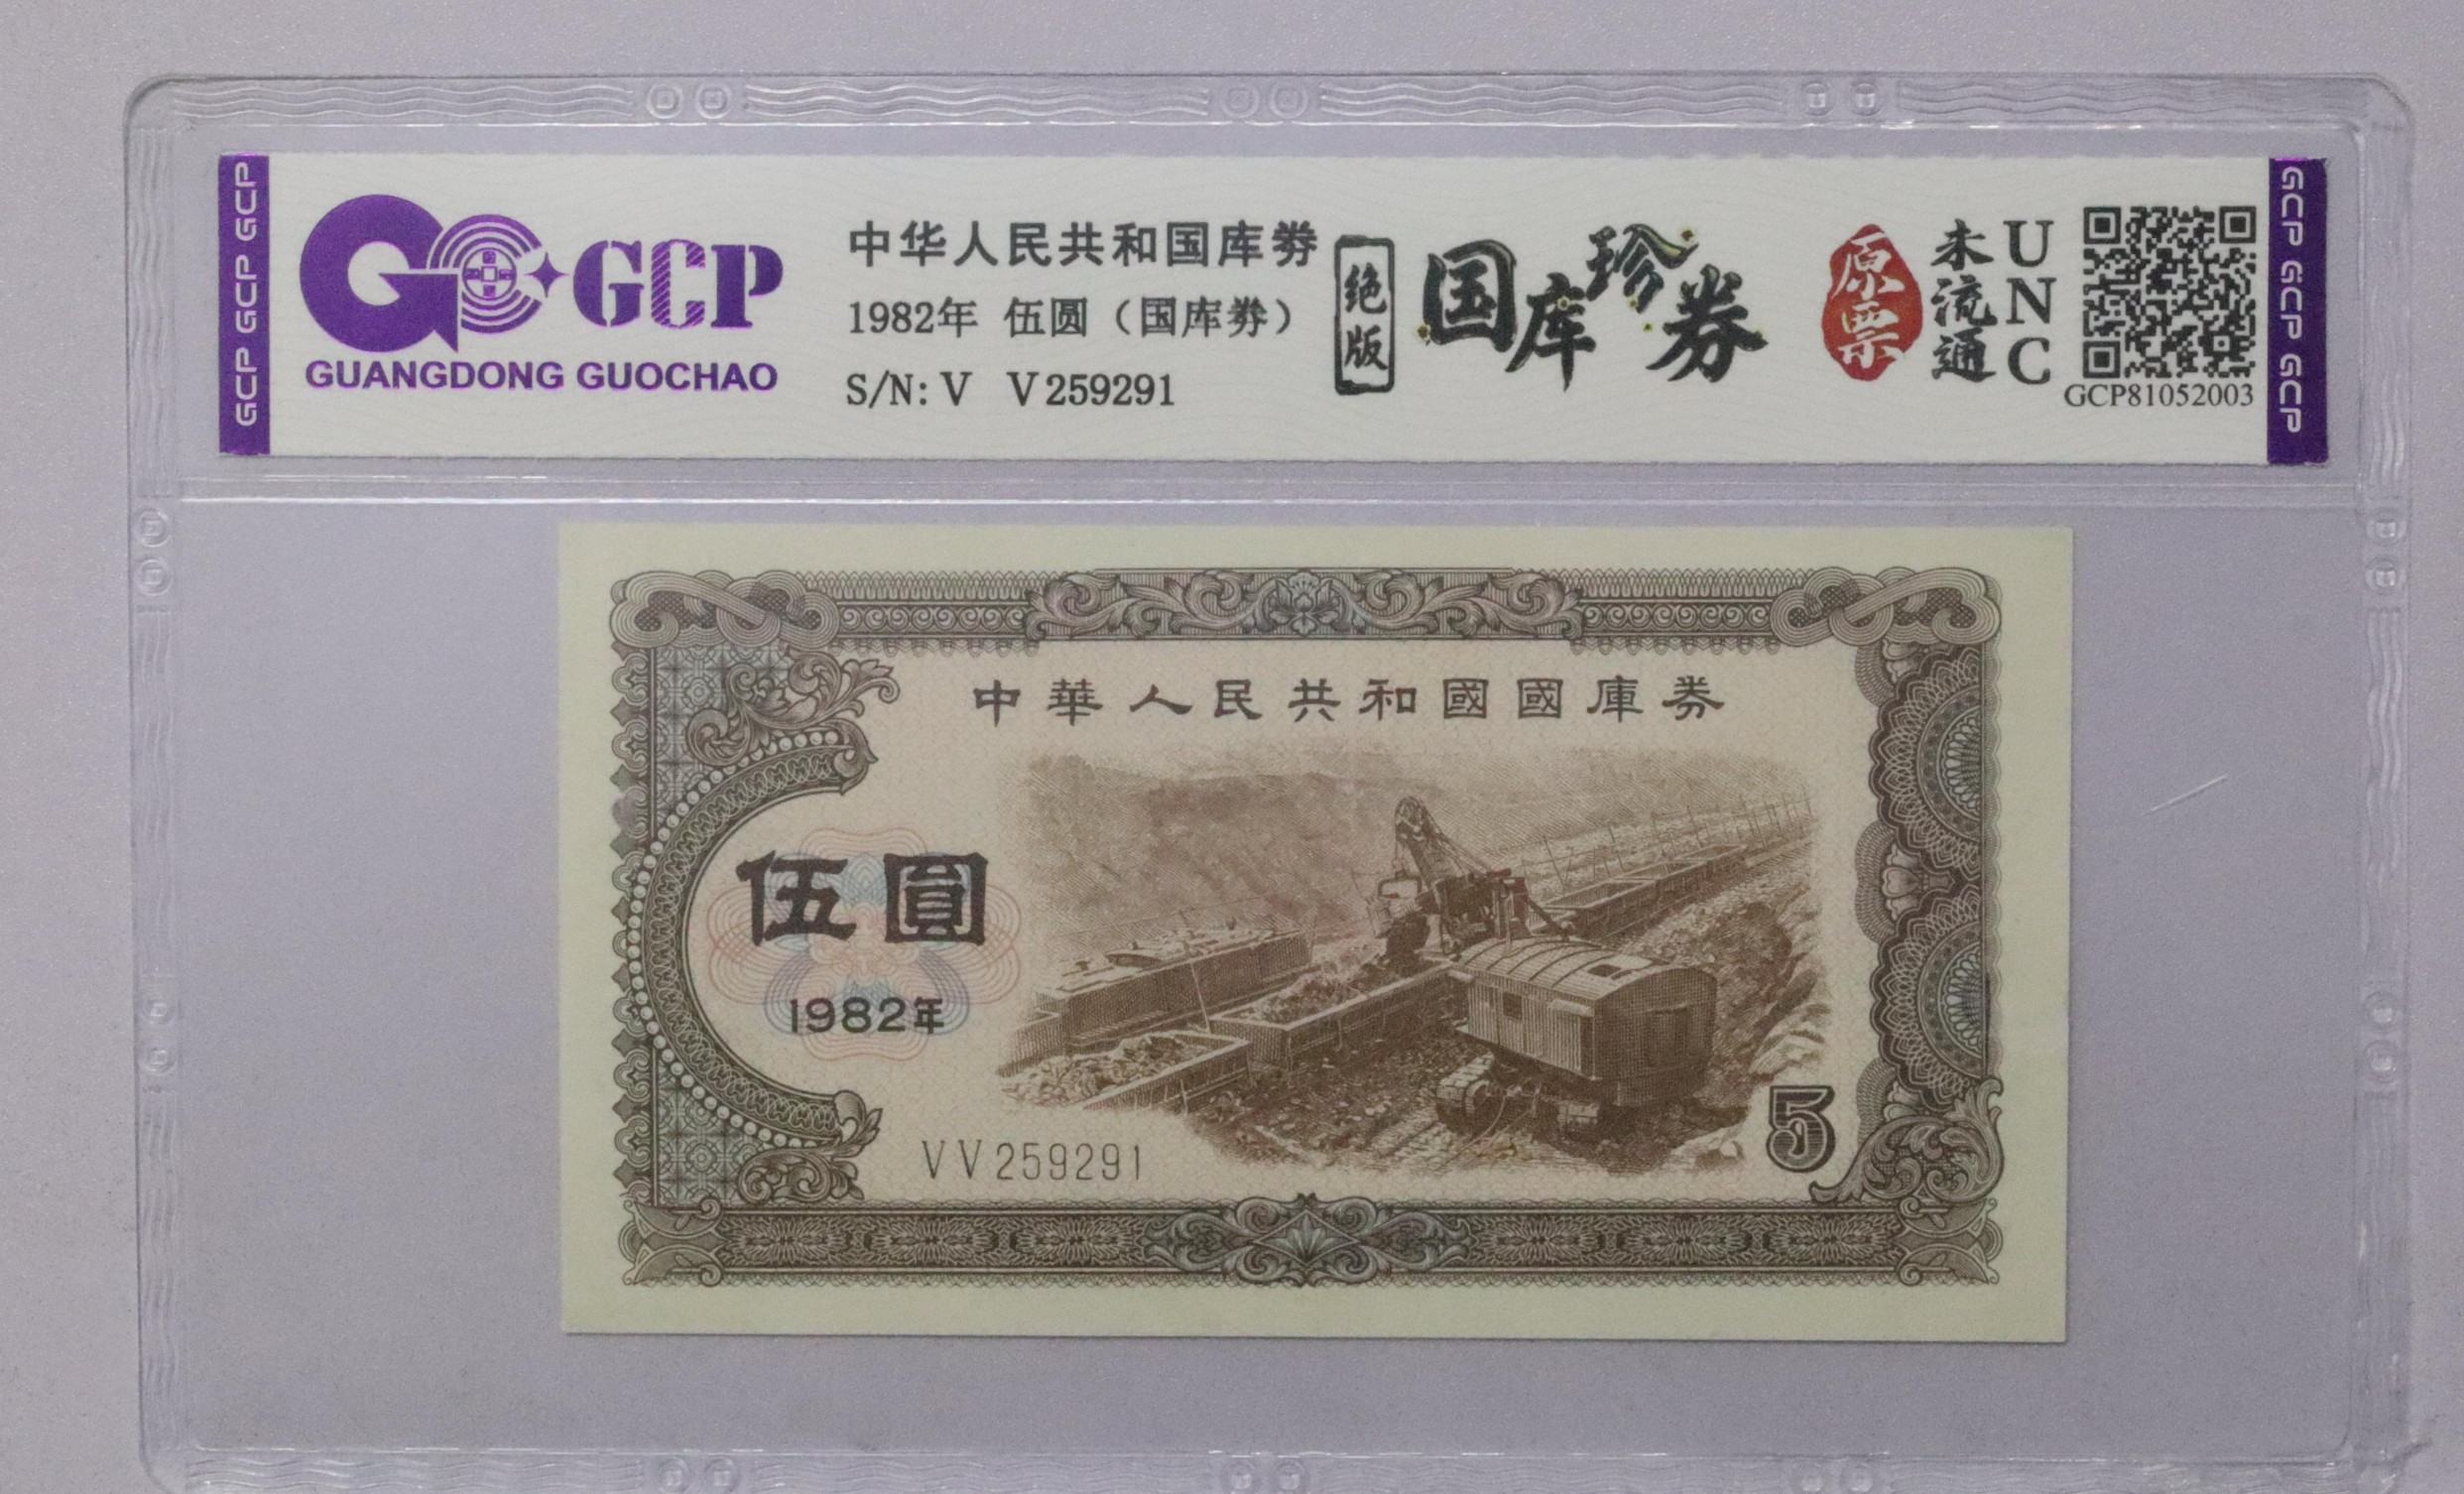 GCP GCP GCP
GCP
GUANGDONG GUOCHAO
中华人民共和国库券
1982年 伍圆（国库券）
S/N: V V259291
绝版
国库珍券
原票
未流通
UNC
GCP81052003
GCP GCP GCP
中華人民共和國國庫券
伍圓
1982年
VV259291
5